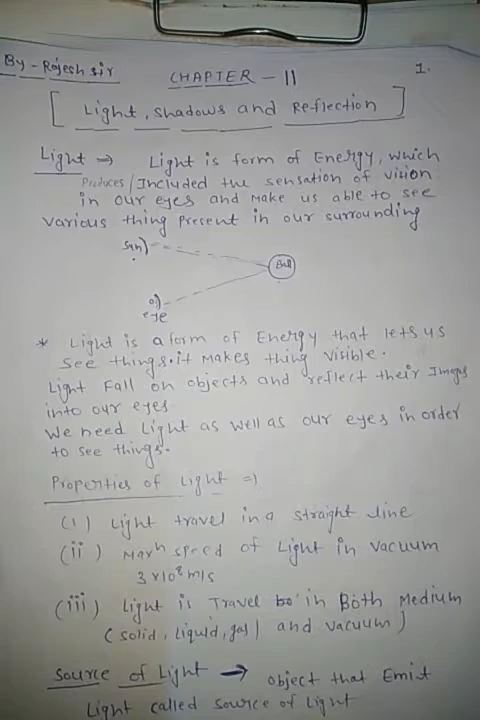 By - Rajesh sir
CHAPTER - 11
1.
[ Light, Shadows and Reflection ]
Light → Light is form of Energy, which
Produces/Included the sensation of vision
in our eyes and make us able to see
various thing present in our surrounding
Sun
Ball
eye
* Light is a form of Energy that lets us
see things. it makes thing visible.
Light Fall on objects and reflect their Images
into our eyes
We need Light as well as our eyes in order
to see things.
Properties of Light ⇒
(i) Light travel in a straight line
(ii) Maxm speed of Light in vacuum
3 x 10⁸ m/s
(iii) Light is Travel in Both Medium
(solid, Liquid, gas) and vacuum)
Source of Light → object that Emit
Light called source of Light